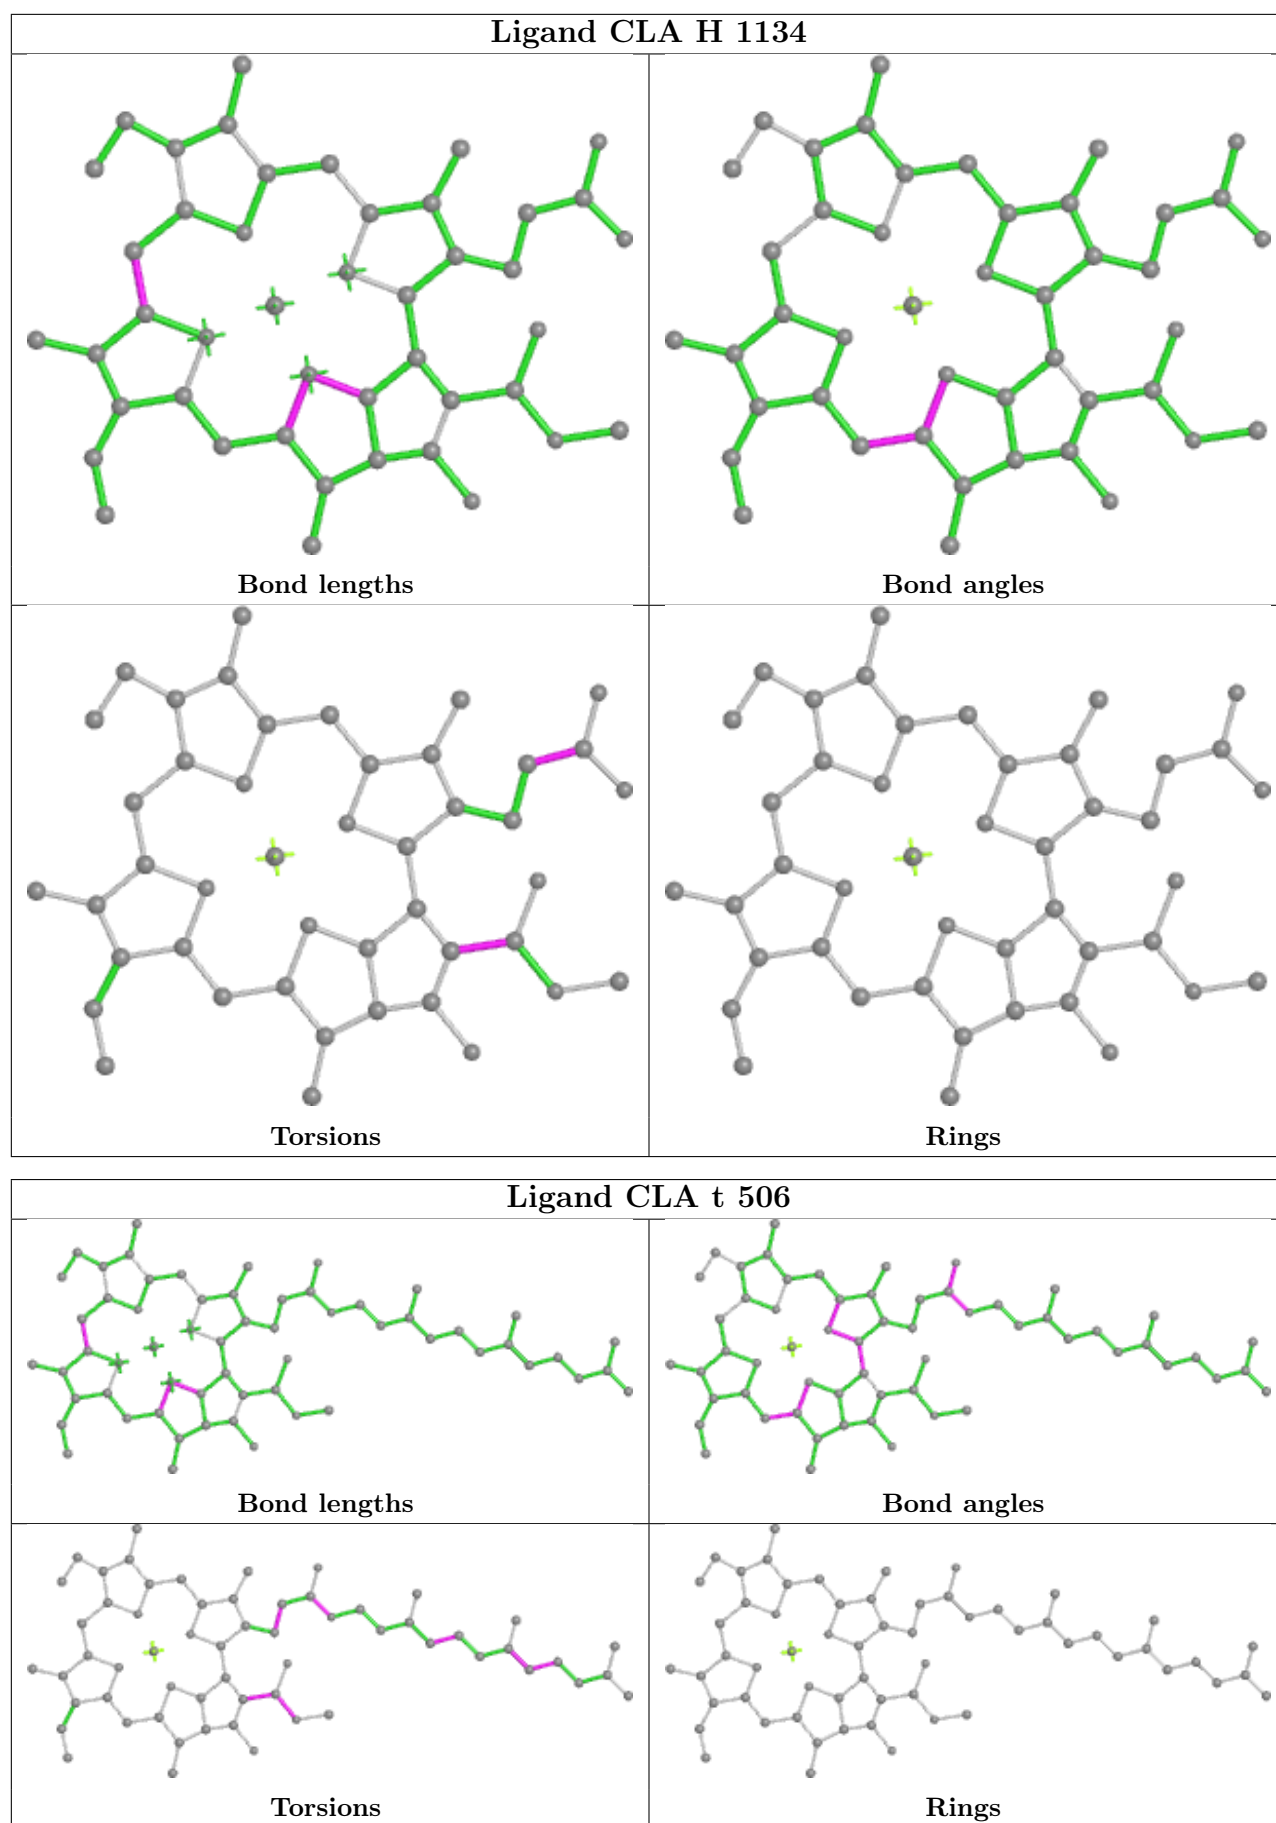 Ligand CLA H 1134
Bond lengths
Bond angles
Torsions
Rings
Ligand CLA t 506
Bond lengths
Bond angles
Torsions
Rings